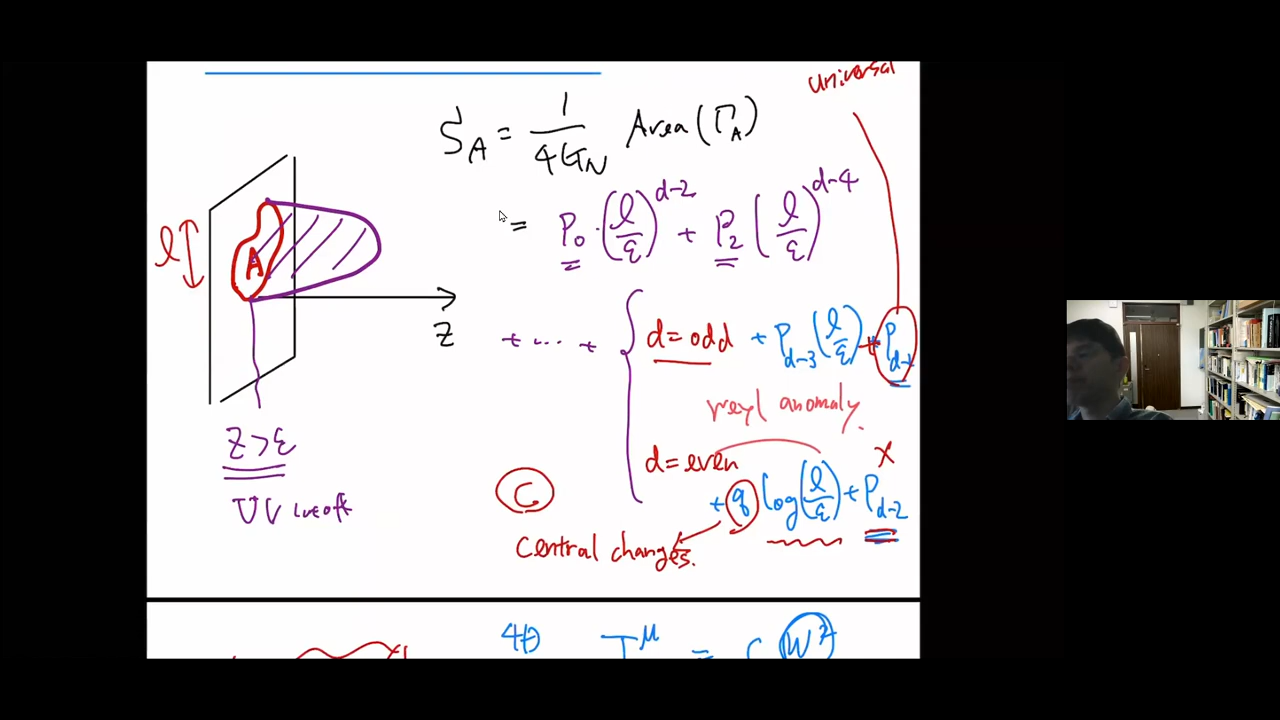 universal
S_A = 1/4G_N Area(Γ_A)
= P_0 · (l/ε)^{d-2} + P_2 (l/ε)^{d-4}
l
A
Z
+ ... + { d = odd + P_{d-3} (l/ε) + P_{d-1}
weyl anomaly.
d = even + q log(l/ε) + P_{d-2}
x
Z > ε
UV cutoff
C
Central charges.
4D T^μ = C W^2